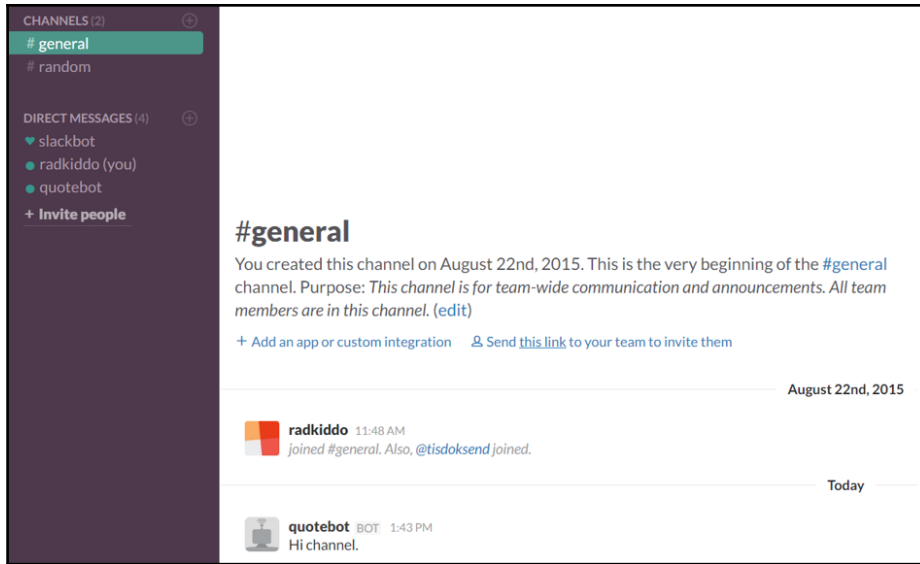 CHANNELS (2)
# general
# random
DIRECT MESSAGES (4)
slackbot
radkiddo (you)
quotebot
+ Invite people
#general
You created this channel on August 22nd, 2015. This is the very beginning of the #general
channel. Purpose: This channel is for team-wide communication and announcements. All team
members are in this channel. (edit)
+ Add an app or custom integration Send this link to your team to invite them
August 22nd, 2015
radkiddo 11:48 AM
joined #general. Also, @tisdoksend joined.
Today
quotebot BOT 1:43 PM
Hi channel.